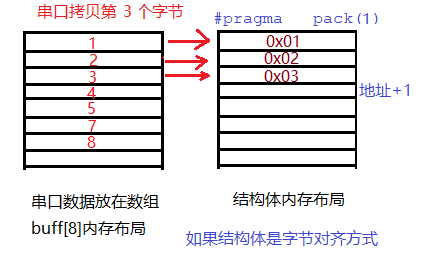 串口拷贝第 3 个字节
#pragma pack(1)
1
2
3
4
5
7
8
0x01
0x02
0x03
地址+1
串口数据放在数组
buff[8]内存布局
结构体内存布局
如果结构体是字节对齐方式